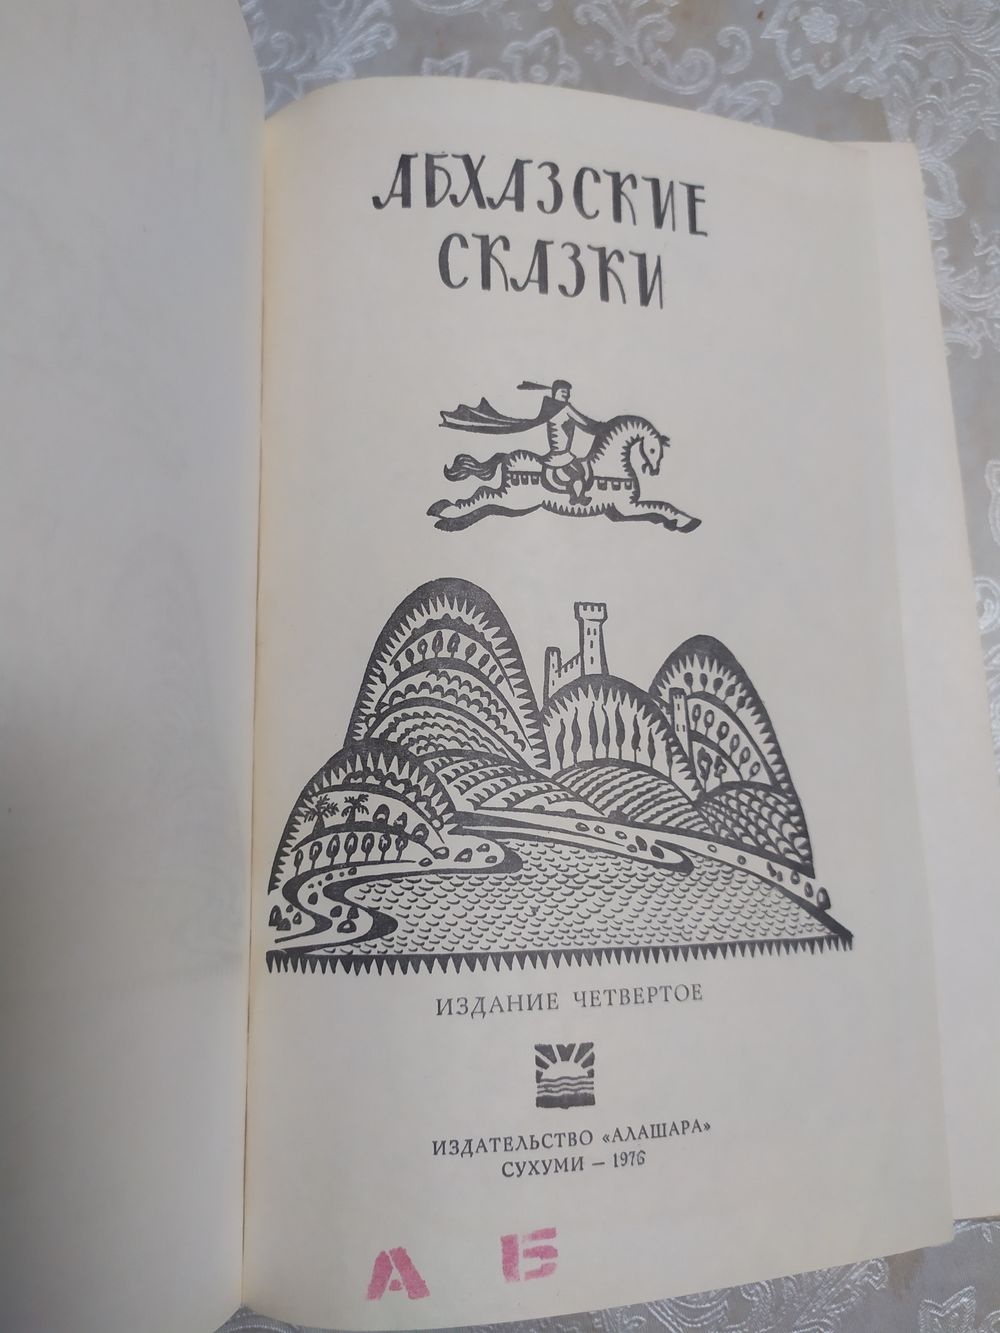 АБХАЗСКИЕ
СКАЗКИ
ИЗДАНИЕ ЧЕТВЕРТОЕ
ИЗДАТЕЛЬСТВО «АЛАШАРА»
СУХУМИ — 1976
А Б